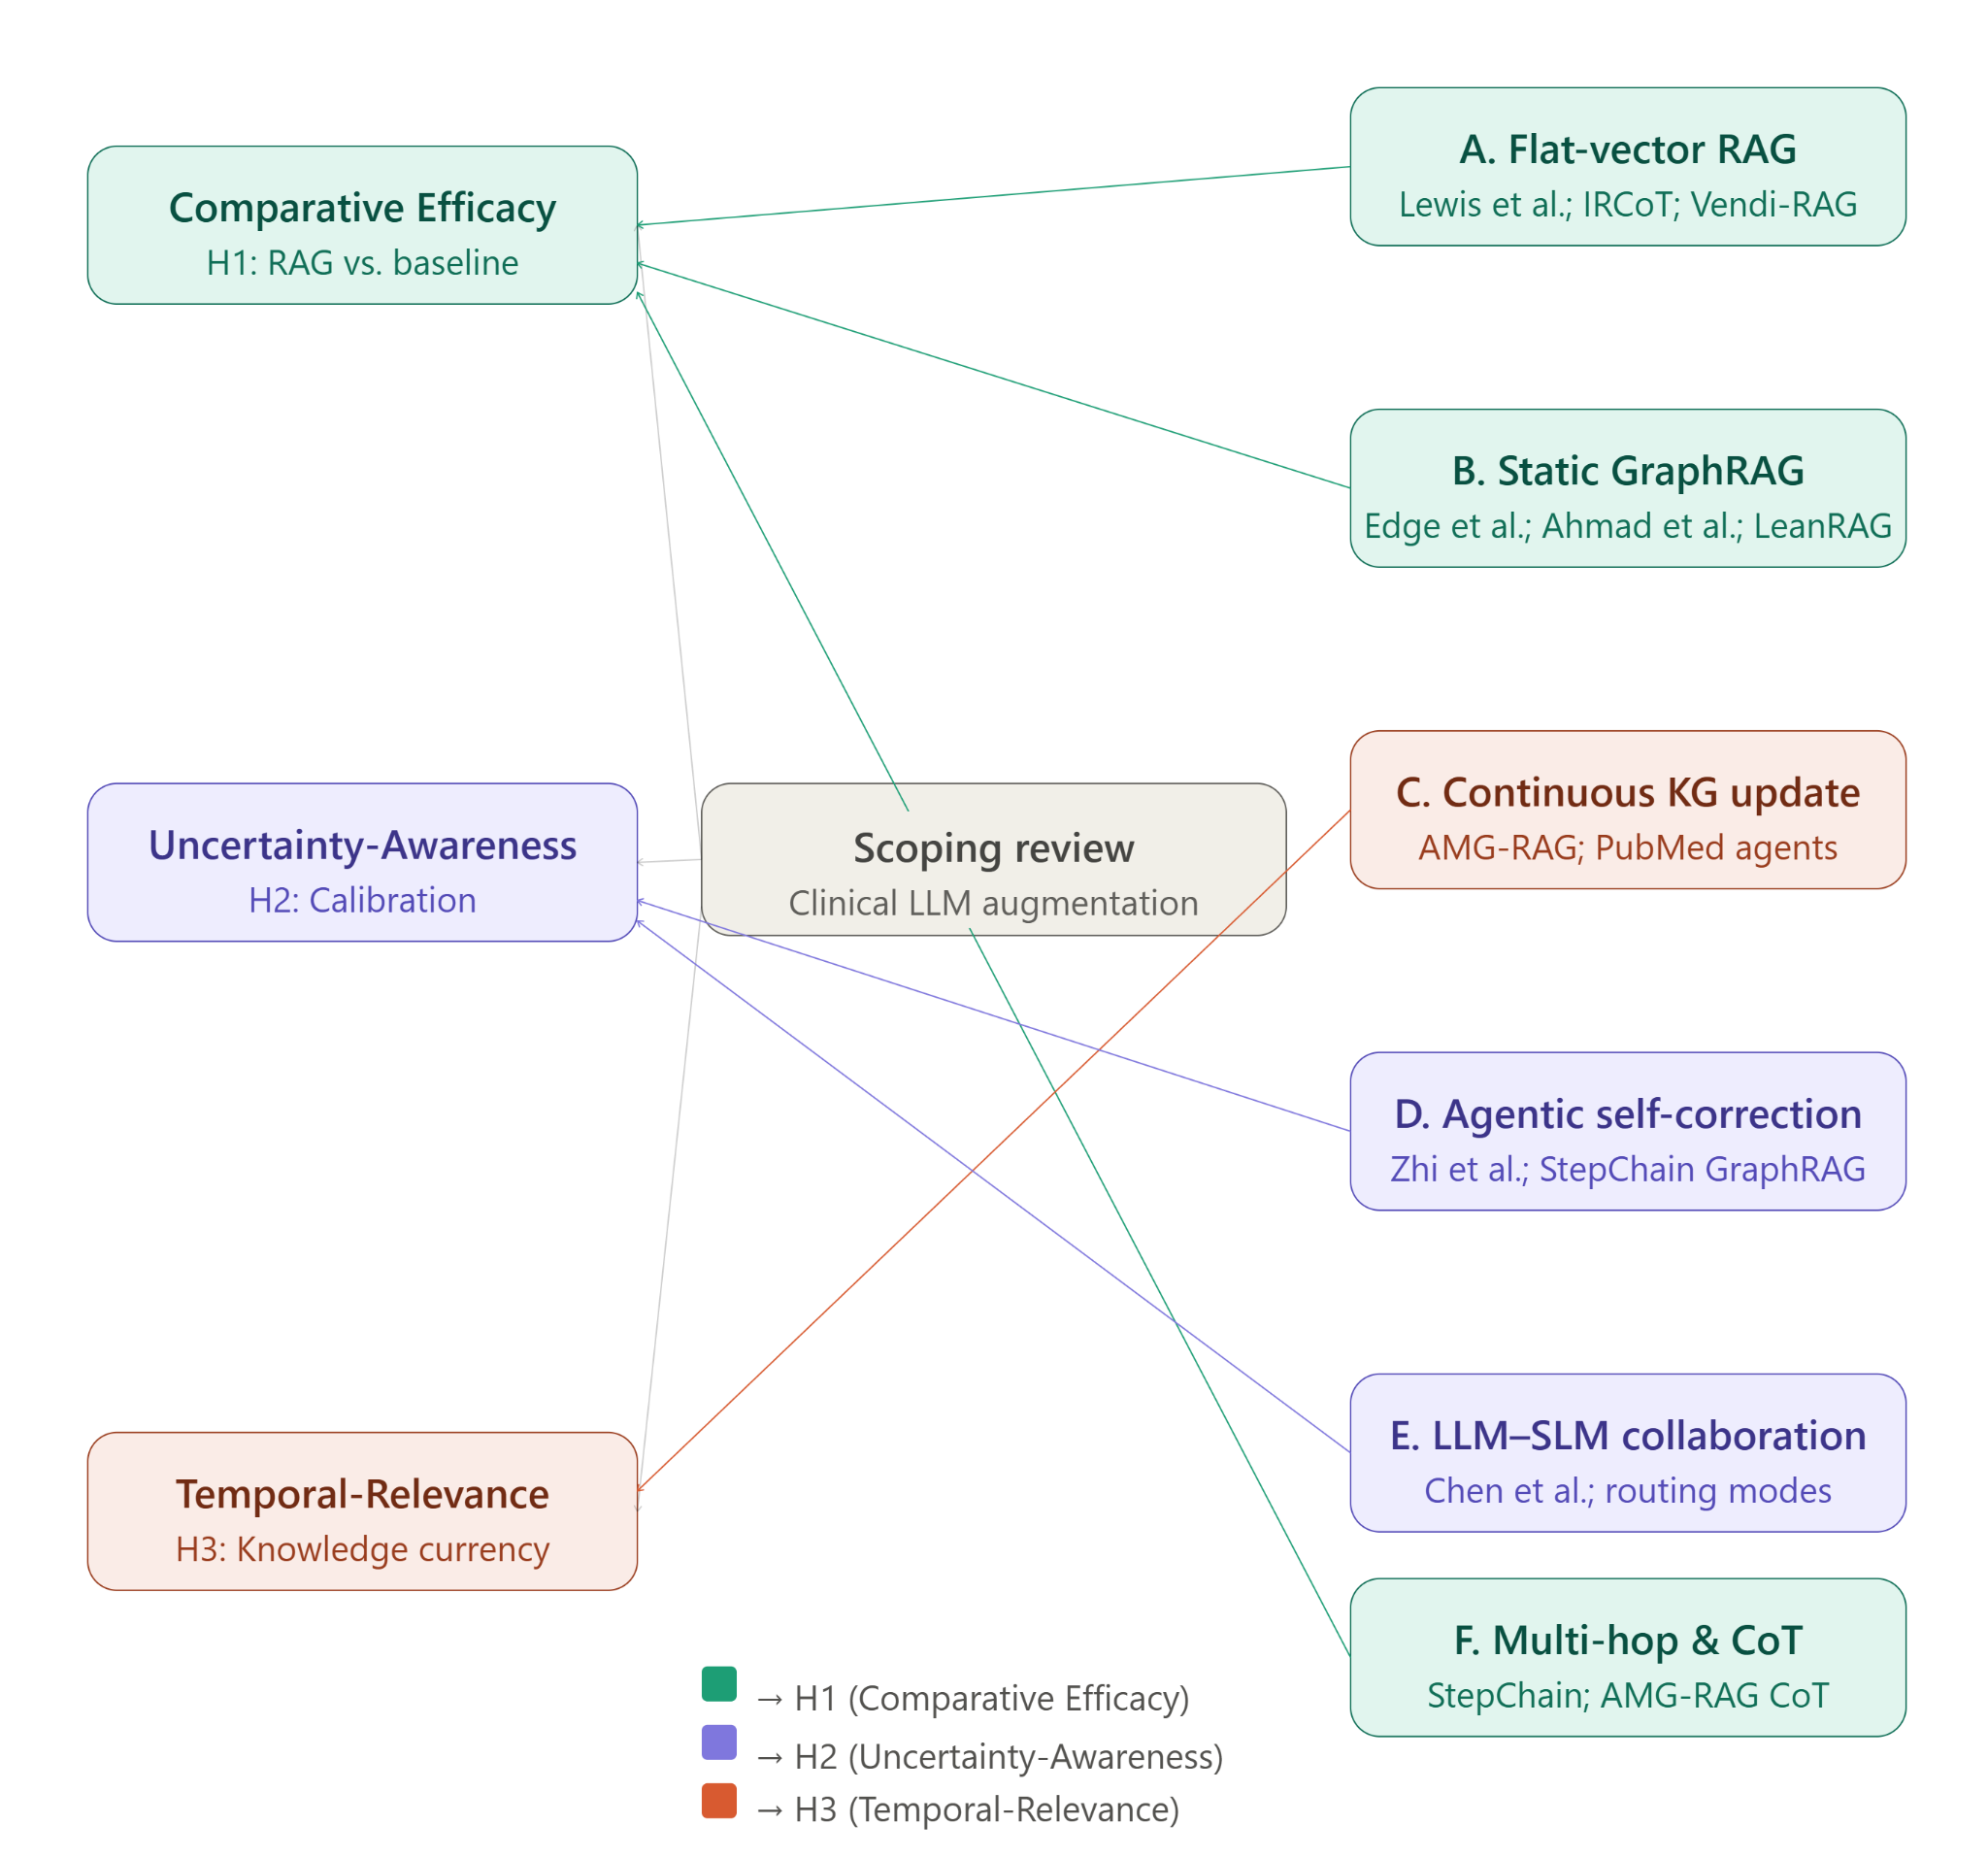 Comparative Efficacy
H1: RAG vs. baseline
Uncertainty-Awareness
H2: Calibration
Temporal-Relevance
H3: Knowledge currency
Scoping review
Clinical LLM augmentation
A. Flat-vector RAG
Lewis et al.; IRCoT; Vendi-RAG
B. Static GraphRAG
Edge et al.; Ahmad et al.; LeanRAG
C. Continuous KG update
AMG-RAG; PubMed agents
D. Agentic self-correction
Zhi et al.; StepChain GraphRAG
E. LLM–SLM collaboration
Chen et al.; routing modes
F. Multi-hop & CoT
StepChain; AMG-RAG CoT
→ H1 (Comparative Efficacy)
→ H2 (Uncertainty-Awareness)
→ H3 (Temporal-Relevance)